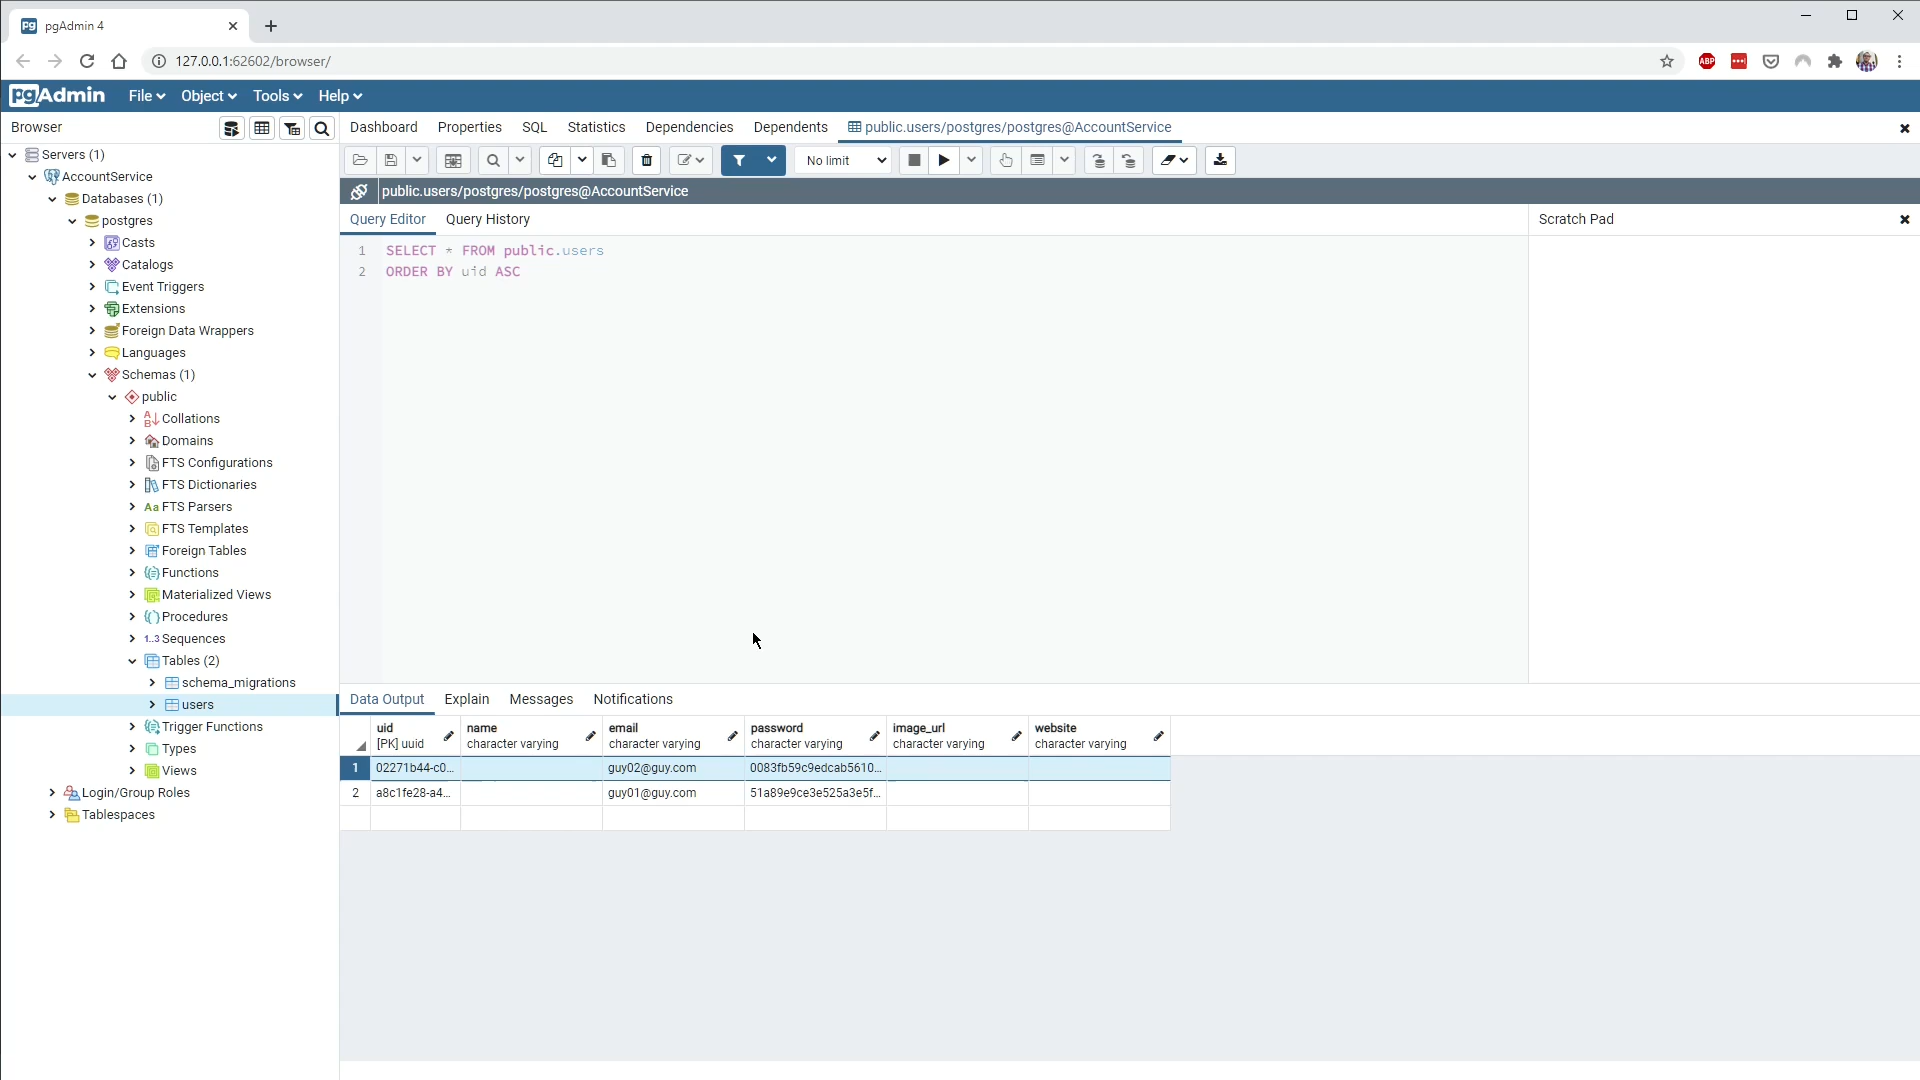 pgAdmin 4
127.0.0.1:62602/browser/
ABP
pgAdmin
File
Object
Tools
Help
Browser
Dashboard
Properties
SQL
Statistics
Dependencies
Dependents
public.users/postgres/postgres@AccountService
Servers (1)
AccountService
Databases (1)
postgres
Casts
Catalogs
Event Triggers
Extensions
Foreign Data Wrappers
Languages
Schemas (1)
public
Collations
Domains
FTS Configurations
FTS Dictionaries
Aa FTS Parsers
FTS Templates
Foreign Tables
Functions
Materialized Views
Procedures
1..3 Sequences
Tables (2)
schema_migrations
users
Trigger Functions
Types
Views
Login/Group Roles
Tablespaces
No limit
public.users/postgres/postgres@AccountService
Query Editor
Query History
Scratch Pad
1 SELECT * FROM public.users
2 ORDER BY uid ASC
Data Output
Explain
Messages
Notifications
uid
[PK] uuid
name
character varying
email
character varying
password
character varying
image_url
character varying
website
character varying
1 02271b44-c0... guy02@guy.com 0083fb59c9edcab5610...
2 a8c1fe28-a4... guy01@guy.com 51a89e9ce3e525a3e5f...